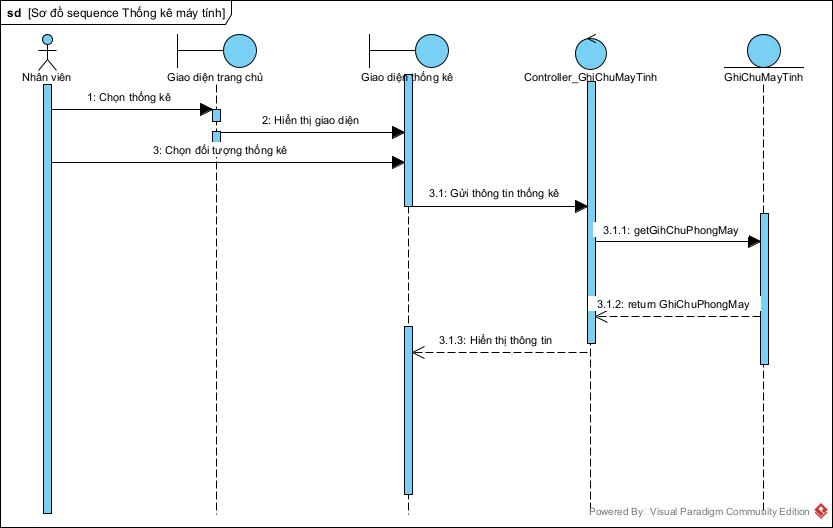 sd [Sơ đồ sequence Thống kê máy tính]
Nhân viên
Giao diện trang chủ
Giao diện thống kê
Controller_GhiChuMayTinh
GhiChuMayTinh
1: Chọn thống kê
2: Hiển thị giao diện
3: Chọn đối tượng thống kê
3.1: Gửi thông tin thống kê
3.1.1: getGihChuPhongMay
3.1.2: return GhiChuPhongMay
3.1.3: Hiển thị thông tin
Powered By Visual Paradigm Community Edition